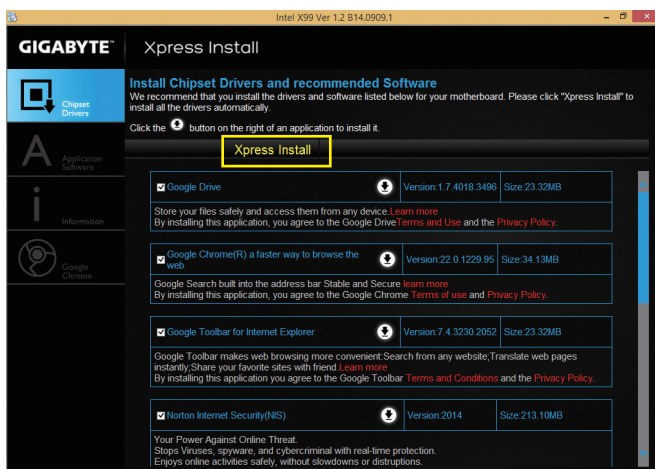 Intel X99 Ver 1.2 B14.0909.1
GIGABYTE™
Xpress Install
Chipset
Drivers
Application
Software
Information
Google
Chrome
Install Chipset Drivers and recommended Software
We recommend that you install the drivers and software listed below for your motherboard. Please click "Xpress Install" to
install all the drivers automatically.
Click the button on the right of an application to install it.
Xpress Install
Google Drive Version:1.7.4018.3496 Size:23.32MB
Store your files safely and access them from any device.Learn more
By installing this application, you agree to the Google DriveTerms and Use and the Privacy Policy.
Google Chrome(R) a faster way to browse the
web Version:22.0.1229.95 Size:34.13MB
Google Search built into the address bar Stable and Secure learn more
By installing this application, you agree to the Google Chrome Terms of use and Privacy Policy.
Google Toolbar for Internet Explorer Version:7.4.3230.2052 Size:23.32MB
Google Toolbar makes web browsing more convenient:Search from any website;Translate web pages
instantly;Share your favorite sites with friend.Learn more
By installing this application you agree to the Google Toolbar Terms and Conditions and the Privacy Policy.
Norton Internet Security(NIS) Version:2014 Size:213.10MB
Your Power Against Online Threat.
Stops Viruses, spyware, and cybercriminal with real-time protection.
Enjoys online activities safely, without slowdowns or distruptions.